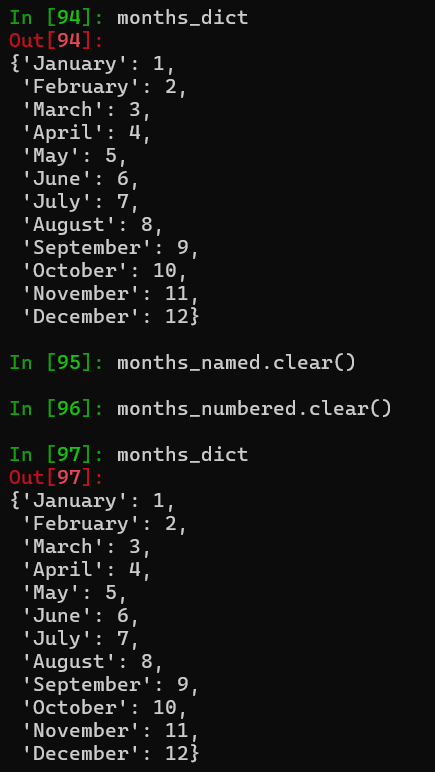 In [94]: months_dict
Out[94]:
{'January': 1,
 'February': 2,
 'March': 3,
 'April': 4,
 'May': 5,
 'June': 6,
 'July': 7,
 'August': 8,
 'September': 9,
 'October': 10,
 'November': 11,
 'December': 12}
In [95]: months_named.clear()
In [96]: months_numbered.clear()
In [97]: months_dict
Out[97]:
{'January': 1,
 'February': 2,
 'March': 3,
 'April': 4,
 'May': 5,
 'June': 6,
 'July': 7,
 'August': 8,
 'September': 9,
 'October': 10,
 'November': 11,
 'December': 12}